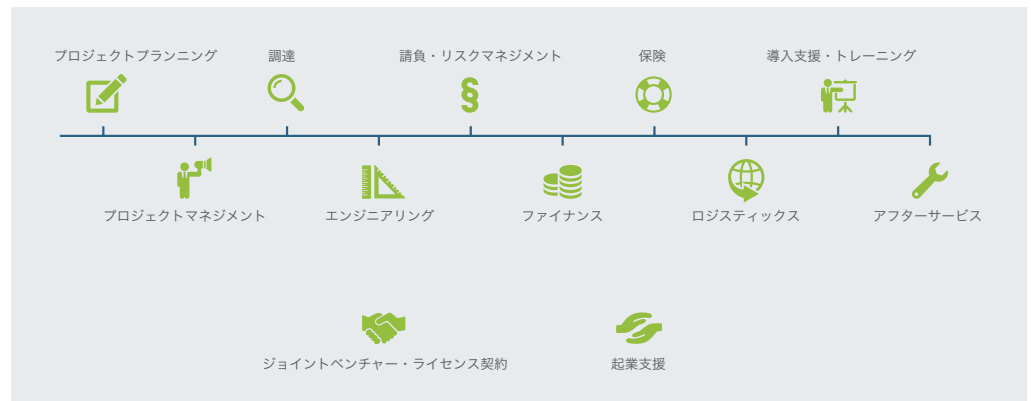 プロジェクトプランニング
調達
請負・リスクマネジメント
保険
導入支援・トレーニング
プロジェクトマネジメント
エンジニアリング
ファイナンス
ロジスティックス
アフターサービス
ジョイントベンチャー・ライセンス契約
起業支援